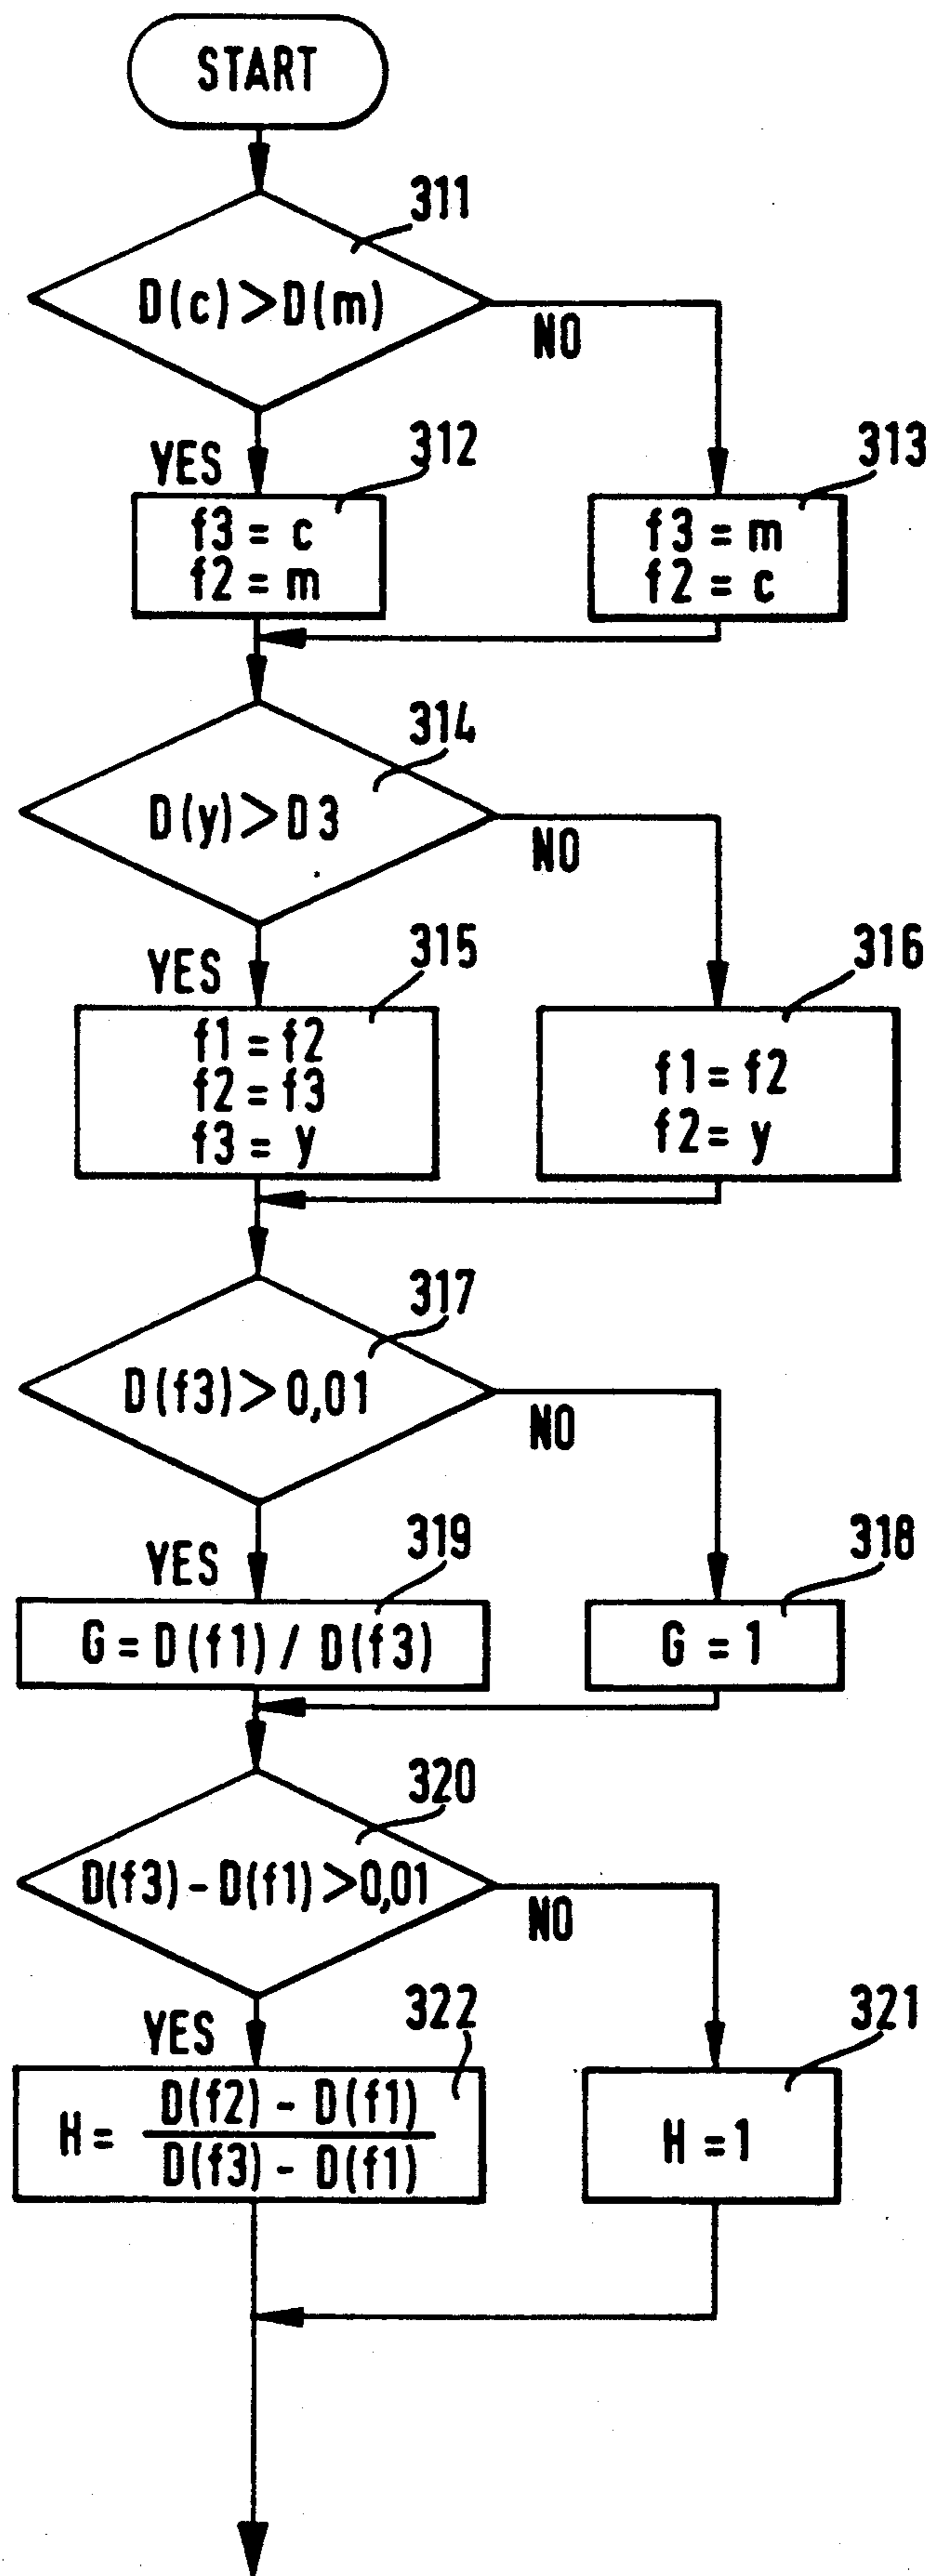 START
311
D(c) > D(m)
NO
YES
312
313
f3 = c
f2 = m
f3 = m
f2 = c
314
D(y) > D3
NO
YES
315
316
f1 = f2
f2 = f3
f3 = y
f1 = f2
f2 = y
317
D(f3) > 0,01
NO
YES
319
318
G = D(f1) / D(f3)
G = 1
320
D(f3) - D(f1) > 0,01
NO
YES
322
321
H = D(f2) - D(f1)
D(f3) - D(f1)
H = 1